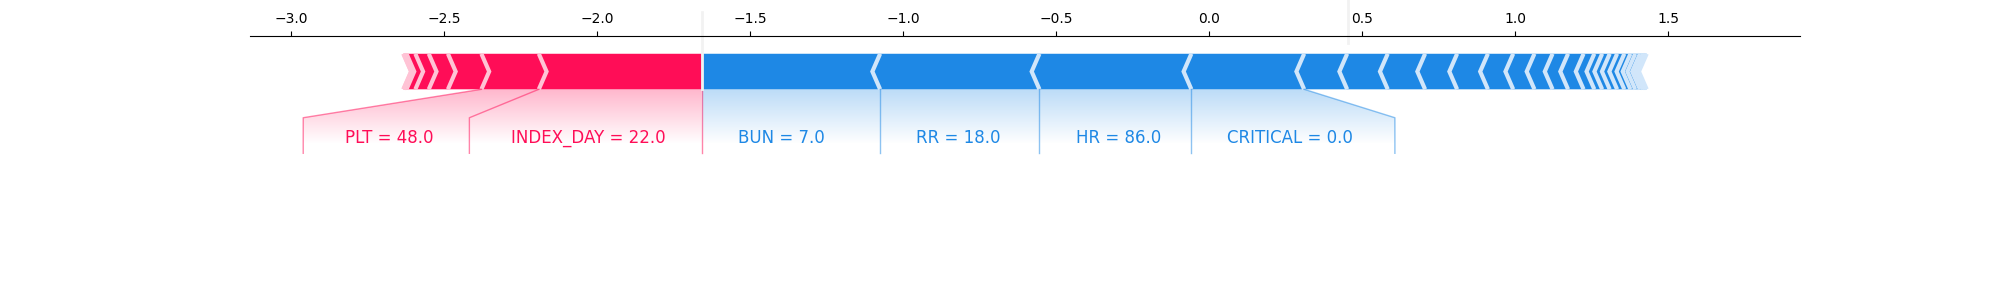 −3.0 −2.5 −2.0 −1.5 −1.0 −0.5 0.0 0.5 1.0 1.5
PLT = 48.0 INDEX_DAY = 22.0 BUN = 7.0 RR = 18.0 HR = 86.0 CRITICAL = 0.0